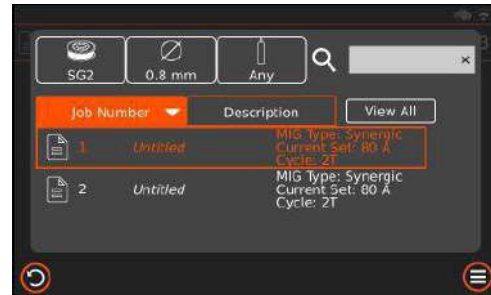 SG2
0.8 mm
Any
×
Job Number
Description
View All
1
Untitled
MIG Type: Synergic
Current Set: 80 A
Cycle: 2T
2
Untitled
MIG Type: Synergic
Current Set: 80 A
Cycle: 2T